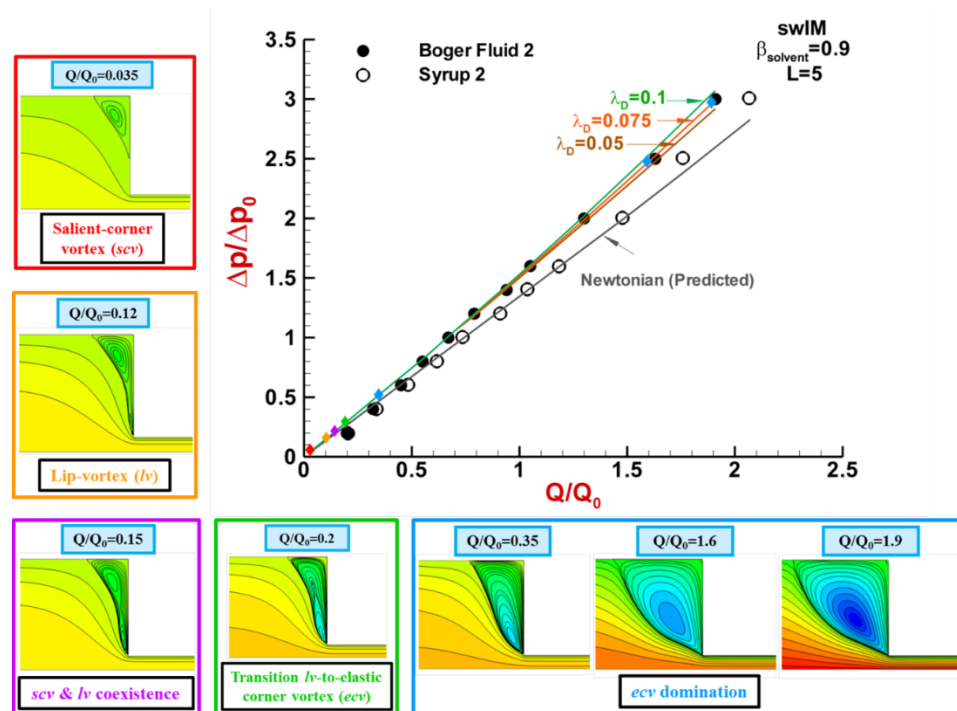 swIM
β_solvent=0.9
L=5
Boger Fluid 2
Syrup 2
λ_D=0.1
λ_D=0.075
λ_D=0.05
Newtonian (Predicted)
Δp/Δp₀
3.5
3
2.5
2
1.5
1
0.5
0
0
0.5
1
1.5
2
2.5
Q/Q₀
Q/Q₀=0.035
Salient-corner
vortex (scv)
Q/Q₀=0.12
Lip-vortex (lv)
Q/Q₀=0.15
scv & lv coexistence
Q/Q₀=0.2
Transition lv-to-elastic
corner vortex (ecv)
Q/Q₀=0.35
Q/Q₀=1.6
Q/Q₀=1.9
ecv domination